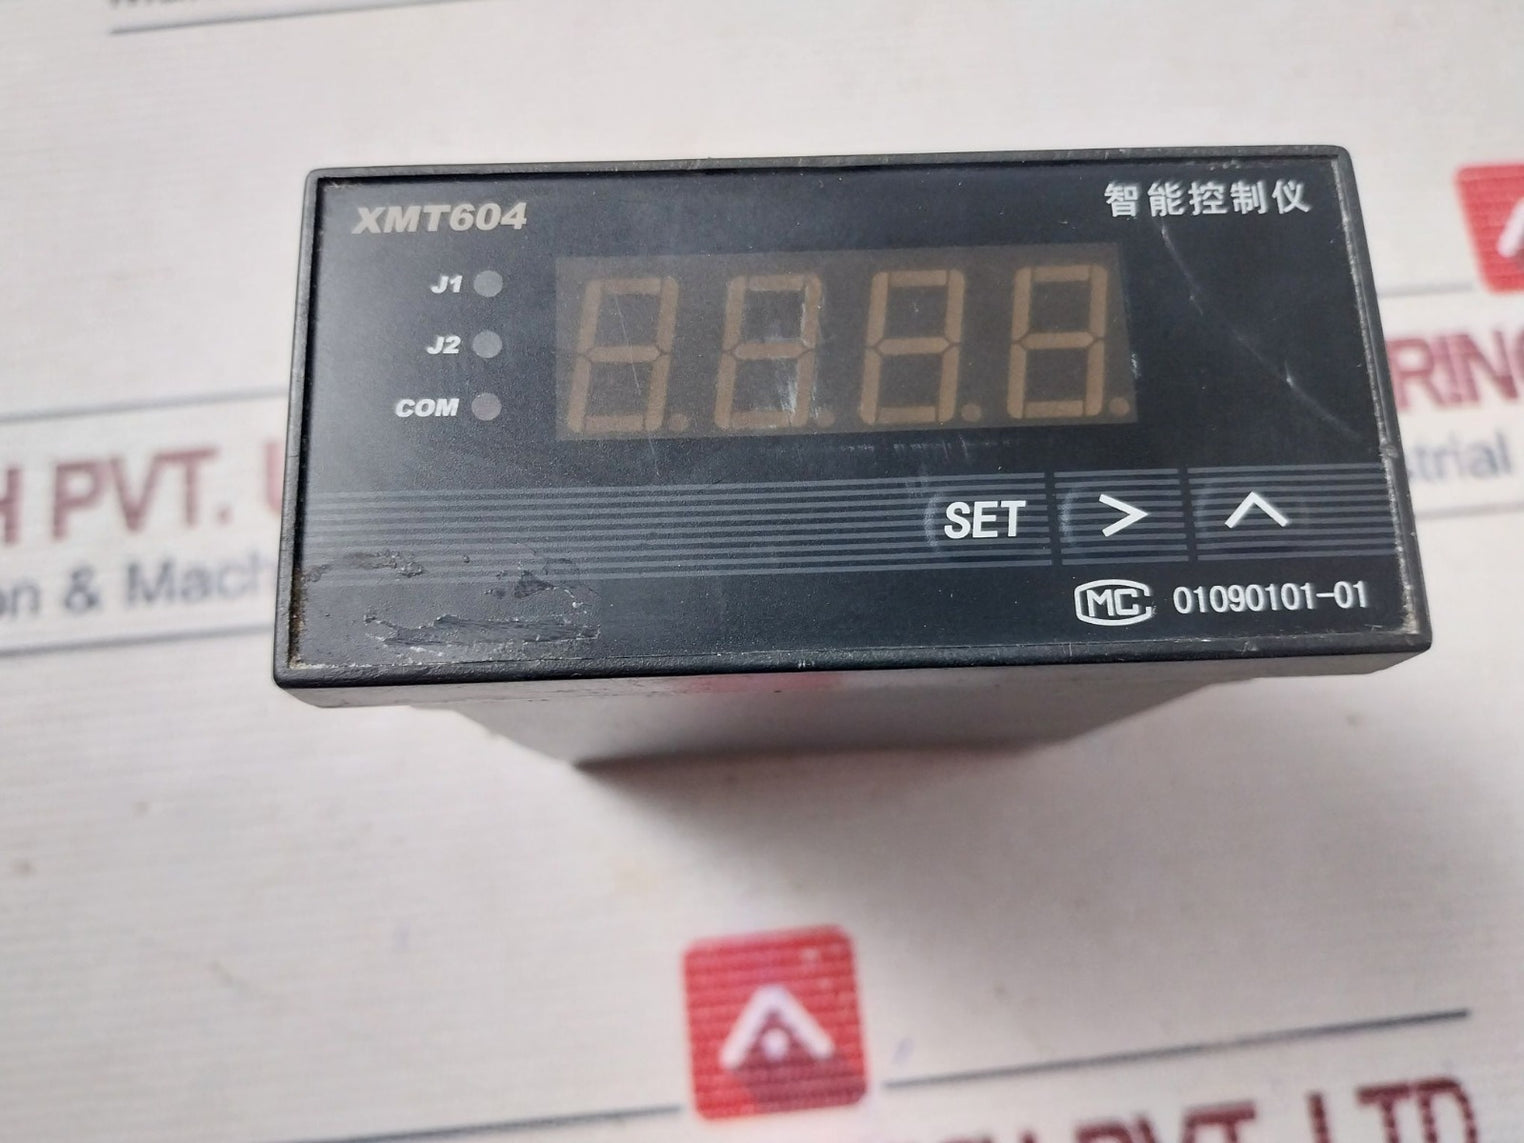 XMT604
智能控制仪
J1
J2
COM
SET > ^
MC 01090101-01
H PVT.
RING
on & Mach
strial
PVT. LTD